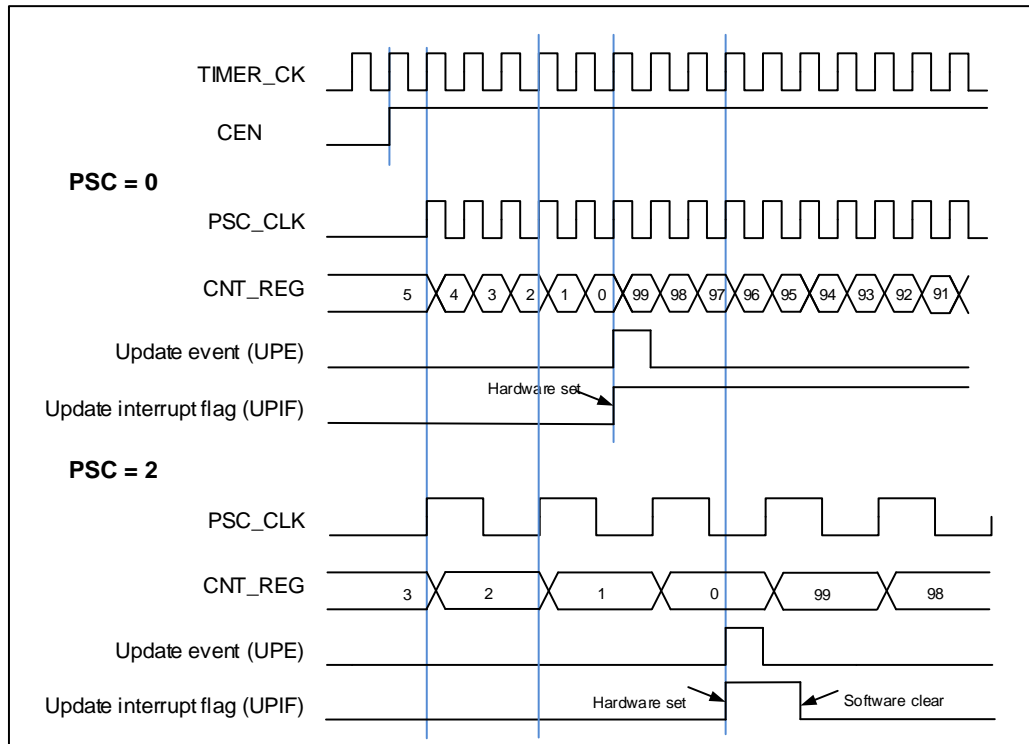 TIMER_CK
CEN
PSC = 0
PSC_CLK
CNT_REG 5 4 3 2 1 0 99 98 97 96 95 94 93 92 91
Update event (UPE)
Hardware set
Update interrupt flag (UPIF)
PSC = 2
PSC_CLK
CNT_REG 3 2 1 0 99 98
Update event (UPE)
Update interrupt flag (UPIF) Hardware set Software clear